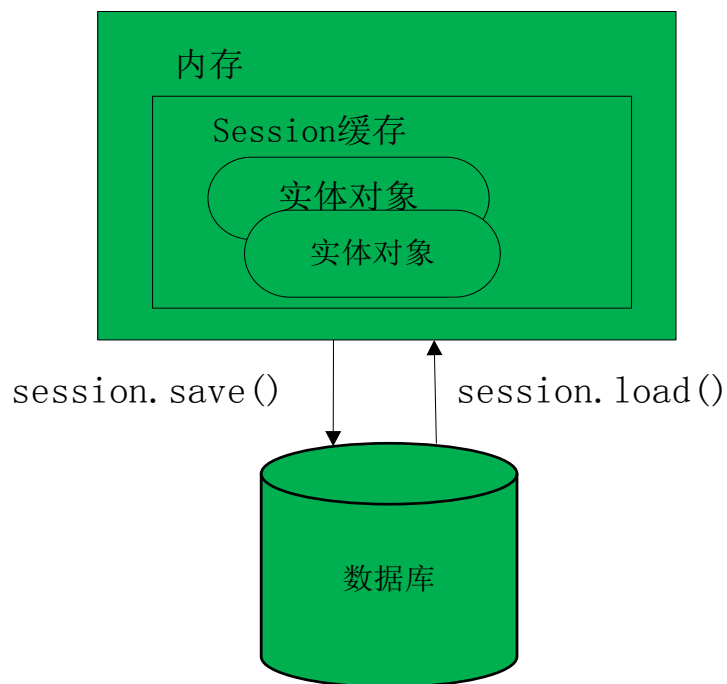 内存
Session缓存
实体对象
实体对象
session.save()
session.load()
数据库